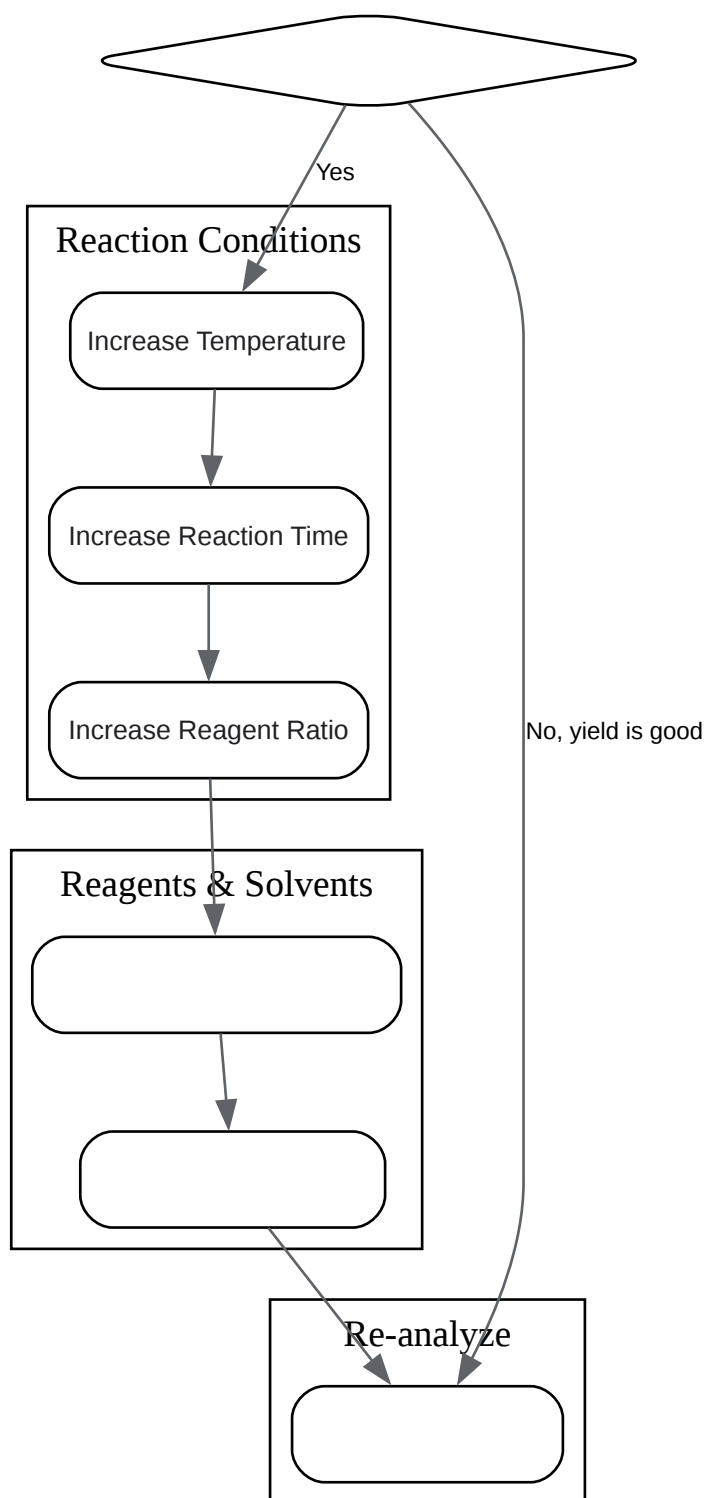 Yes
Reaction Conditions
Increase Temperature
Increase Reaction Time
Increase Reagent Ratio
No, yield is good
Reagents & Solvents
Re-analyze